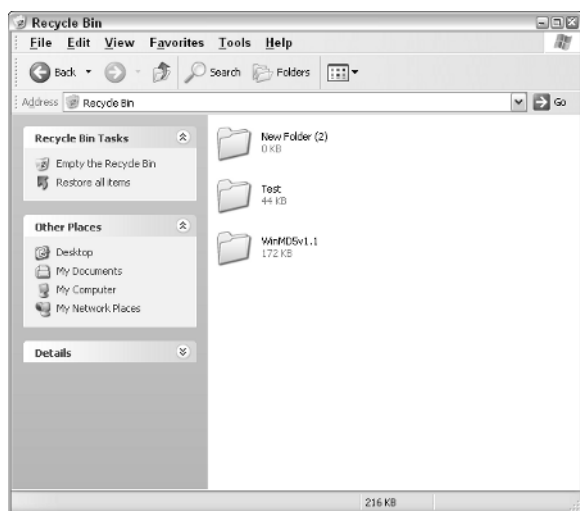 Recycle Bin
File Edit View Favorites Tools Help
Back Search Folders
Address Recycle Bin Go
Recycle Bin Tasks
Empty the Recycle Bin
Restore all items
Other Places
Desktop
My Documents
My Computer
My Network Places
Details
New Folder (2)
0 KB
Test
44 KB
WinMD5v1.1
172 KB
216 KB